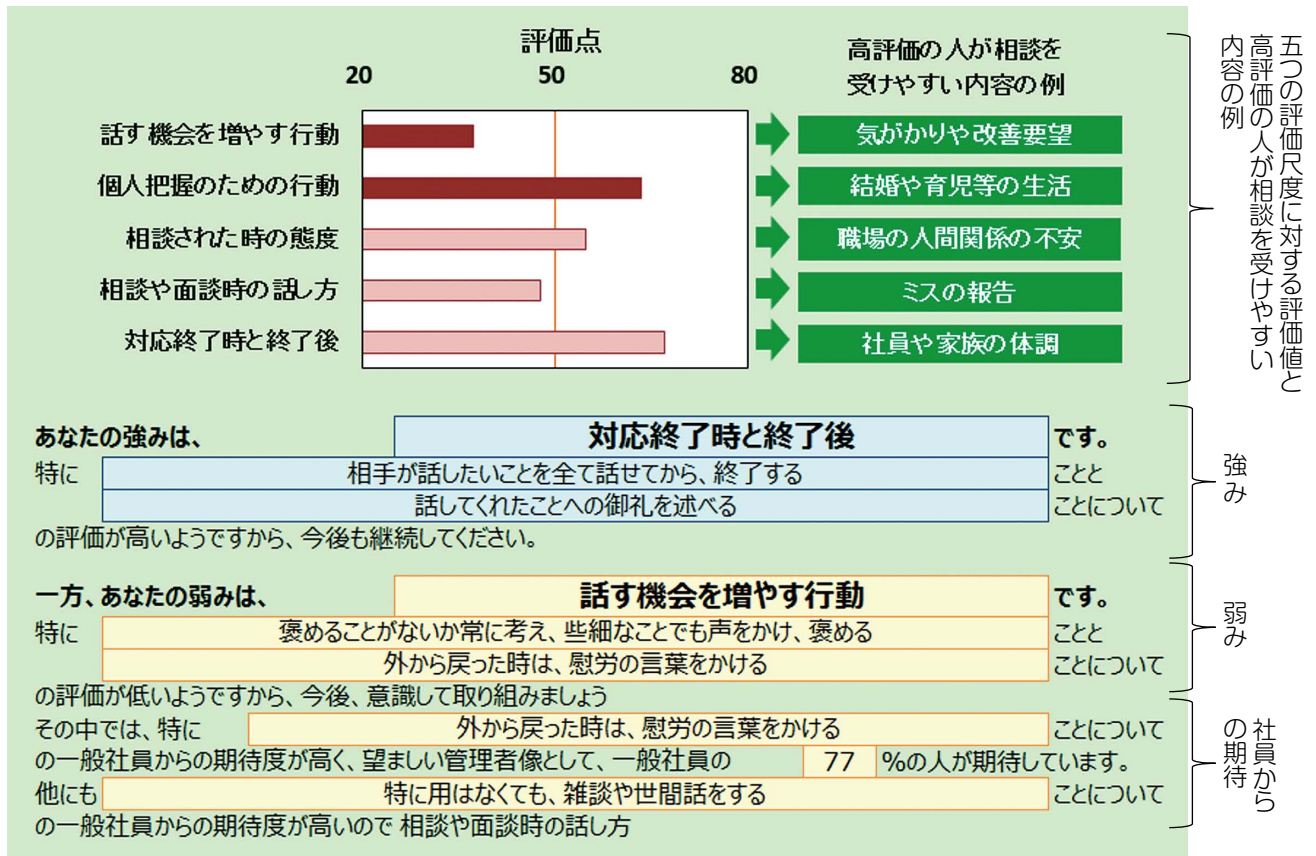 評価点
20 50 80
高評価の人が相談を
受けやすい内容の例
話す機会を増やす行動
気がかりや改善要望
個人把握のための行動
結婚や育児等の生活
相談された時の態度
職場の人間関係の不安
相談や面談時の話し方
ミスの報告
対応終了時と終了後
社員や家族の体調
五つの評価尺度に対する評価値と
高評価の人が相談を受けやすい
内容の例
あなたの強みは、 対応終了時と終了後 です。
特に 相手が話したいことを全て話せてから、終了する ことと
話してくれたことへの御礼を述べる ことについて
の評価が高いようですから、今後も継続してください。
強み
一方、あなたの弱みは、 話す機会を増やす行動 です。
特に 褒めることがないか常に考え、些細なことでも声をかけ、褒める ことと
外から戻った時は、慰労の言葉をかける ことについて
の評価が低いようですから、今後、意識して取り組みましょう
弱み
その中では、特に 外から戻った時は、慰労の言葉をかける ことについて
の一般社員からの期待度が高く、望ましい管理者像として、一般社員の 77 %の人が期待しています。
他にも 特に用はなくても、雑談や世間話をする ことについて
の一般社員からの期待度が高いので 相談や面談時の話し方
社員から
の期待